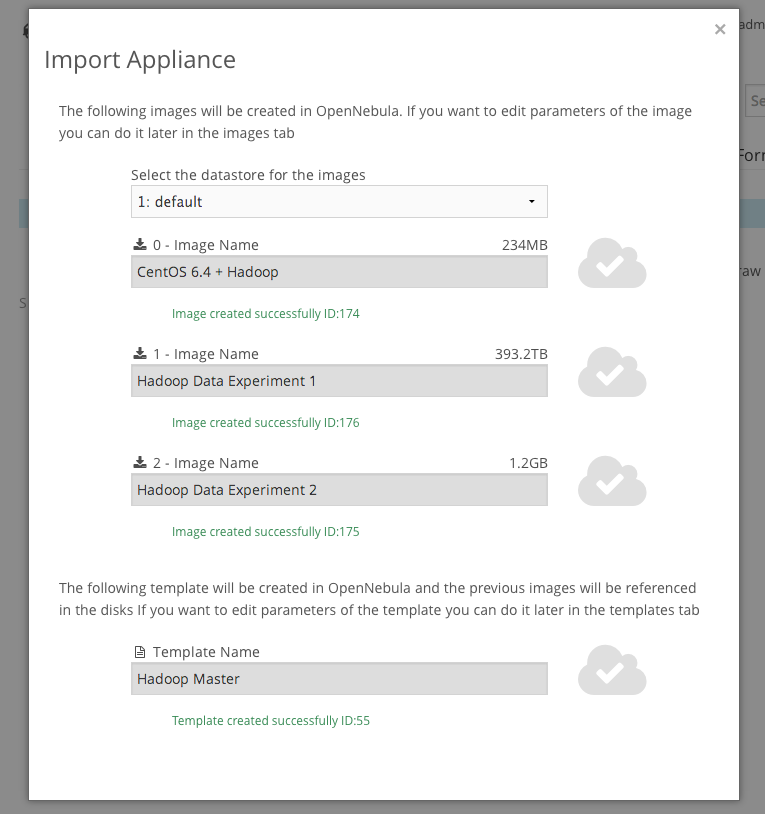 adm
×
Import Appliance
Se
The following images will be created in OpenNebula. If you want to edit parameters of the image
you can do it later in the images tab
For
Select the datastore for the images
1: default
0 - Image Name 234MB
CentOS 6.4 + Hadoop
raw
S
Image created successfully ID:174
1 - Image Name 393.2TB
Hadoop Data Experiment 1
Image created successfully ID:176
2 - Image Name 1.2GB
Hadoop Data Experiment 2
Image created successfully ID:175
The following template will be created in OpenNebula and the previous images will be referenced
in the disks If you want to edit parameters of the template you can do it later in the templates tab
Template Name
Hadoop Master
Template created successfully ID:55